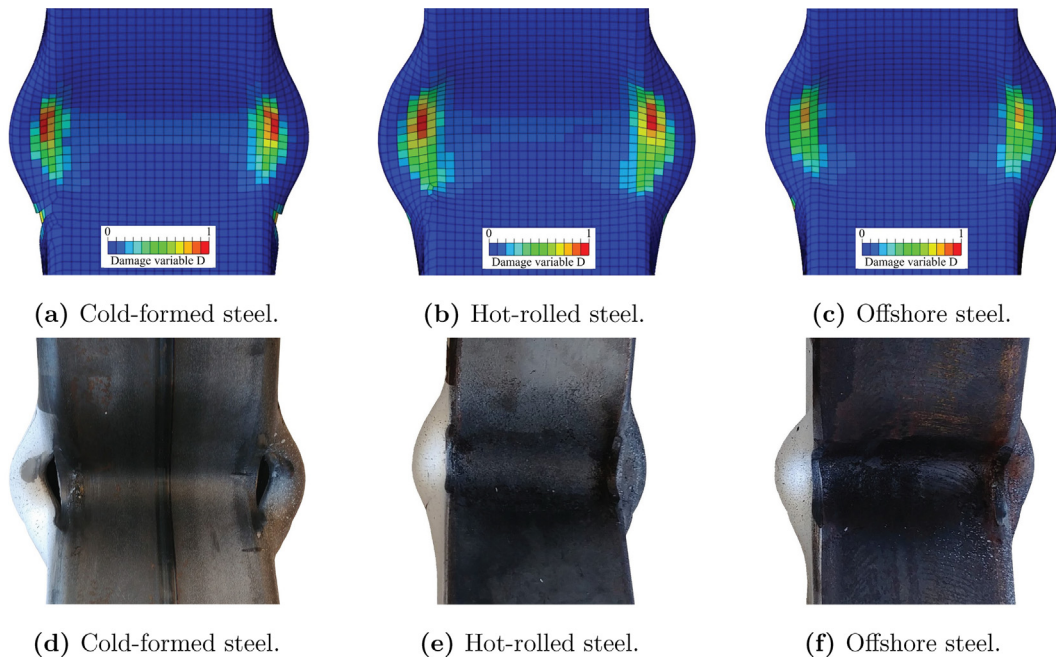 0 1
Damage variable D
0 1
Damage variable D
0 1
Damage variable D
(a) Cold-formed steel.
(b) Hot-rolled steel.
(c) Offshore steel.
(d) Cold-formed steel.
(e) Hot-rolled steel.
(f) Offshore steel.